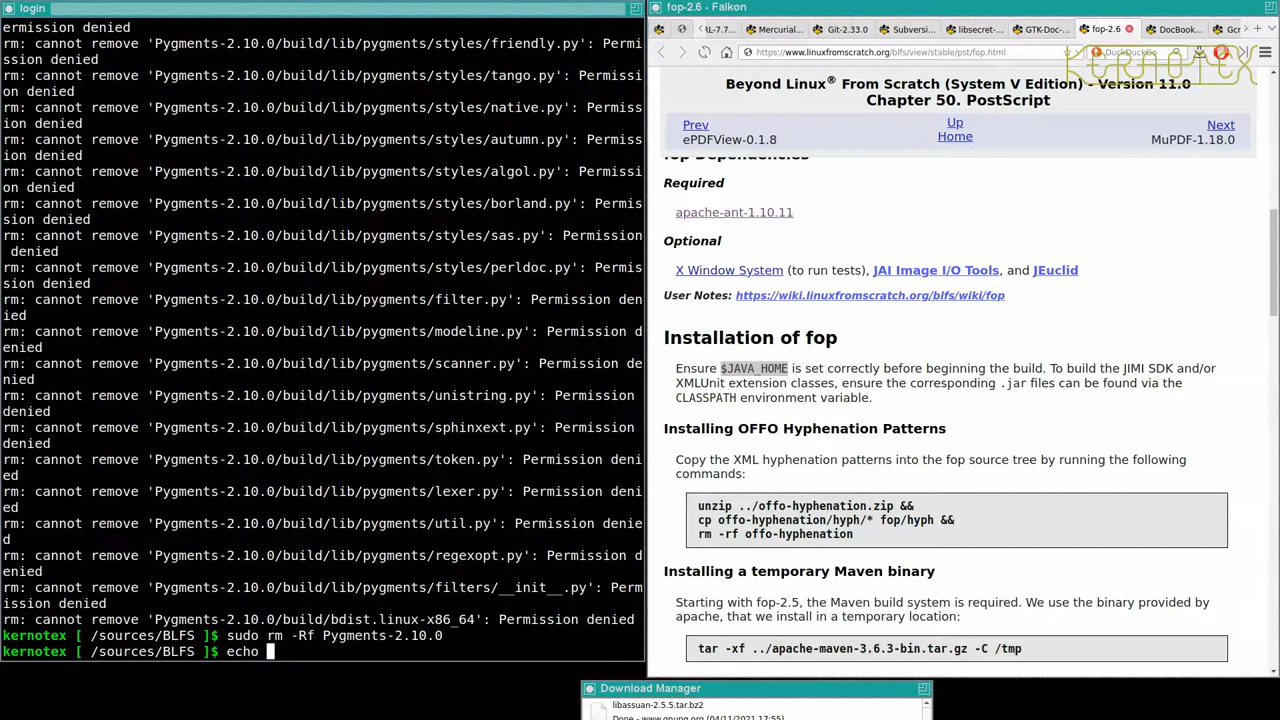 login
ermission denied
rm: cannot remove 'Pygments-2.10.0/build/lib/pygments/styles/friendly.py': Permi
ssion denied
rm: cannot remove 'Pygments-2.10.0/build/lib/pygments/styles/tango.py': Permissi
on denied
rm: cannot remove 'Pygments-2.10.0/build/lib/pygments/styles/native.py': Permiss
ion denied
rm: cannot remove 'Pygments-2.10.0/build/lib/pygments/styles/autumn.py': Permiss
ion denied
rm: cannot remove 'Pygments-2.10.0/build/lib/pygments/styles/algol.py': Permissi
on denied
rm: cannot remove 'Pygments-2.10.0/build/lib/pygments/styles/borland.py': Permis
sion denied
rm: cannot remove 'Pygments-2.10.0/build/lib/pygments/styles/sas.py': Permission
 denied
rm: cannot remove 'Pygments-2.10.0/build/lib/pygments/styles/perldoc.py': Permis
sion denied
rm: cannot remove 'Pygments-2.10.0/build/lib/pygments/filter.py': Permission den
ied
rm: cannot remove 'Pygments-2.10.0/build/lib/pygments/modeline.py': Permission d
enied
rm: cannot remove 'Pygments-2.10.0/build/lib/pygments/scanner.py': Permission de
nied
rm: cannot remove 'Pygments-2.10.0/build/lib/pygments/unistring.py': Permission
denied
rm: cannot remove 'Pygments-2.10.0/build/lib/pygments/sphinxext.py': Permission
denied
rm: cannot remove 'Pygments-2.10.0/build/lib/pygments/token.py': Permission deni
ed
rm: cannot remove 'Pygments-2.10.0/build/lib/pygments/lexer.py': Permission deni
ed
rm: cannot remove 'Pygments-2.10.0/build/lib/pygments/util.py': Permission denie
d
rm: cannot remove 'Pygments-2.10.0/build/lib/pygments/regexopt.py': Permission d
enied
rm: cannot remove 'Pygments-2.10.0/build/lib/pygments/filters/__init__.py': Perm
ission denied
rm: cannot remove 'Pygments-2.10.0/build/bdist.linux-x86_64': Permission denied
kernotex [ /sources/BLFS ]$ sudo rm -Rf Pygments-2.10.0
kernotex [ /sources/BLFS ]$ echo
fop-2.6 - Falkon
RL-7.7... Mercurial... Git-2.33.0 Subversi... libsecret-... GTK-Doc-... fop-2.6 DocBook... Gcr
https://www.linuxfromscratch.org/blfs/view/stable/pst/fop.html DuckDuckGo
KERNOTEX
Beyond Linux® From Scratch (System V Edition) - Version 11.0
Chapter 50. PostScript
Prev Up Next
ePDFView-0.1.8 Home MuPDF-1.18.0
fop Dependencies
Required
apache-ant-1.10.11
Optional
X Window System (to run tests), JAI Image I/O Tools, and JEuclid
User Notes: https://wiki.linuxfromscratch.org/blfs/wiki/fop
Installation of fop
Ensure $JAVA_HOME is set correctly before beginning the build. To build the JIMI SDK and/or
XMLUnit extension classes, ensure the corresponding .jar files can be found via the
CLASSPATH environment variable.
Installing OFFO Hyphenation Patterns
Copy the XML hyphenation patterns into the fop source tree by running the following
commands:
unzip ../offo-hyphenation.zip &&
cp offo-hyphenation/hyph/* fop/hyph &&
rm -rf offo-hyphenation
Installing a temporary Maven binary
Starting with fop-2.5, the Maven build system is required. We use the binary provided by
apache, that we install in a temporary location:
tar -xf ../apache-maven-3.6.3-bin.tar.gz -C /tmp
Download Manager
libassuan-2.5.5.tar.bz2
Done - www.gnupg.org (04/11/2021 17:55)